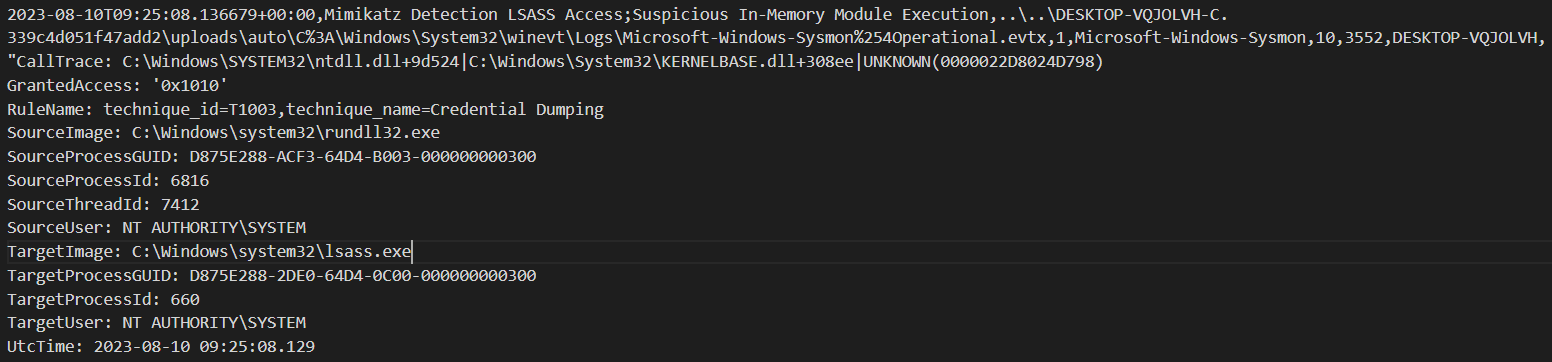 2023-08-10T09:25:08.136679+00:00,Mimikatz Detection LSASS Access;Suspicious In-Memory Module Execution,..\..\DESKTOP-VQJOLVH-C.
339c4d051f47add2\uploads\auto\C%3A\Windows\System32\winevt\Logs\Microsoft-Windows-Sysmon%254Operational.evtx,1,Microsoft-Windows-Sysmon,10,3552,DESKTOP-VQJOLVH,
"CallTrace: C:\Windows\SYSTEM32\ntdll.dll+9d524|C:\Windows\System32\KERNELBASE.dll+308ee|UNKNOWN(0000022D8024D798)
GrantedAccess: '0x1010'
RuleName: technique_id=T1003,technique_name=Credential Dumping
SourceImage: C:\Windows\system32\rundll32.exe
SourceProcessGUID: D875E288-ACF3-64D4-B003-000000000300
SourceProcessId: 6816
SourceThreadId: 7412
SourceUser: NT AUTHORITY\SYSTEM
TargetImage: C:\Windows\system32\lsass.exe
TargetProcessGUID: D875E288-2DE0-64D4-0C00-000000000300
TargetProcessId: 660
TargetUser: NT AUTHORITY\SYSTEM
UtcTime: 2023-08-10 09:25:08.129